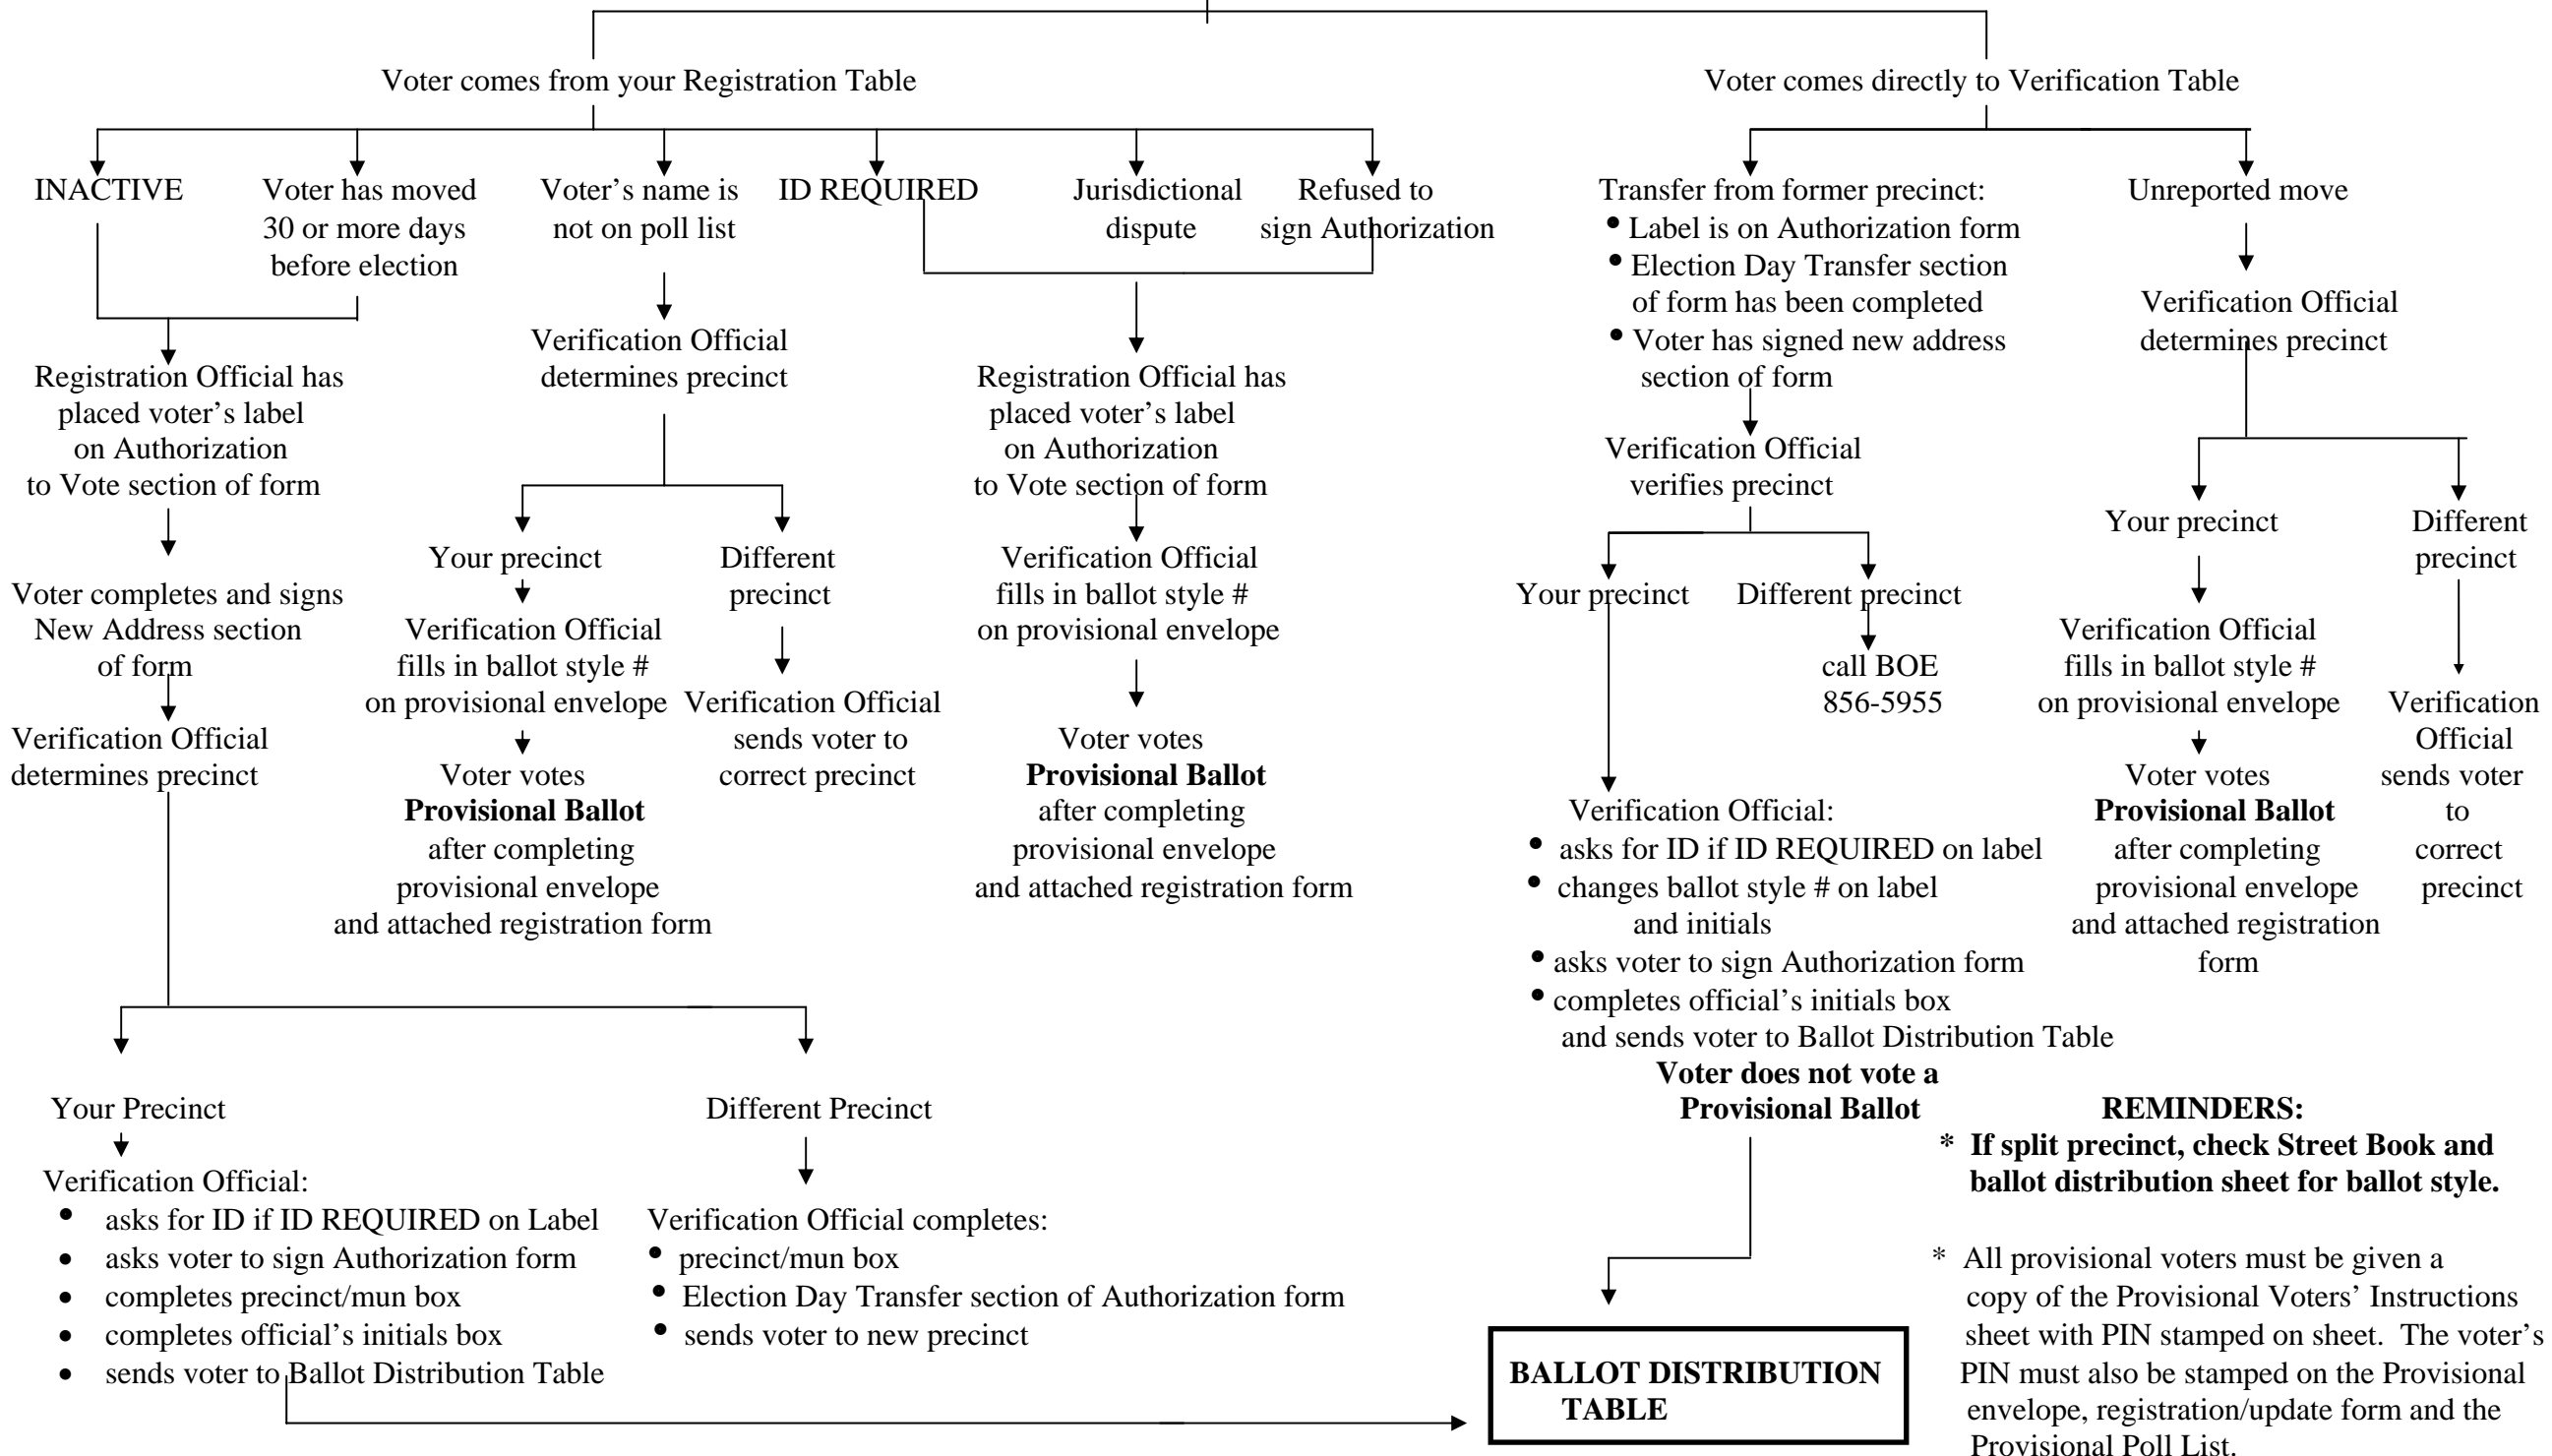 Voter comes from your Registration Table
Voter comes directly to Verification Table
INACTIVE
Voter has moved
30 or more days
before election
Voter’s name is
not on poll list
ID REQUIRED
Jurisdictional
dispute
Refused to
sign Authorization
Registration Official has
placed voter’s label
on Authorization
to Vote section of form
Voter completes and signs
New Address section
of form
Verification Official
determines precinct
Verification Official
determines precinct
Your precinct
Verification Official
fills in ballot style #
on provisional envelope
Voter votes
Provisional Ballot
after completing
provisional envelope
and attached registration form
Different
precinct
Verification Official
sends voter to
correct precinct
Registration Official has
placed voter’s label
on Authorization
to Vote section of form
Verification Official
fills in ballot style #
on provisional envelope
Voter votes
Provisional Ballot
after completing
provisional envelope
and attached registration form
Your Precinct
Verification Official:
• asks for ID if ID REQUIRED on Label
• asks voter to sign Authorization form
• completes precinct/mun box
• completes official’s initials box
• sends voter to Ballot Distribution Table
Different Precinct
Verification Official completes:
• precinct/mun box
• Election Day Transfer section of Authorization form
• sends voter to new precinct
Transfer from former precinct:
• Label is on Authorization form
• Election Day Transfer section
of form has been completed
• Voter has signed new address
section of form
Verification Official
verifies precinct
Your precinct
Different precinct
call BOE
856-5955
Verification Official:
• asks for ID if ID REQUIRED on label
• changes ballot style # on label
and initials
• asks voter to sign Authorization form
• completes official’s initials box
and sends voter to Ballot Distribution Table
Voter does not vote a
Provisional Ballot
BALLOT DISTRIBUTION
TABLE
Unreported move
Verification Official
determines precinct
Your precinct
Verification Official
fills in ballot style #
on provisional envelope
Voter votes
Provisional Ballot
after completing
provisional envelope
and attached registration
form
Different
precinct
Verification
Official
sends voter
to
correct
precinct
REMINDERS:
* If split precinct, check Street Book and
ballot distribution sheet for ballot style.
* All provisional voters must be given a
copy of the Provisional Voters’ Instructions
sheet with PIN stamped on sheet. The voter’s
PIN must also be stamped on the Provisional
envelope, registration/update form and the
Provisional Poll List.